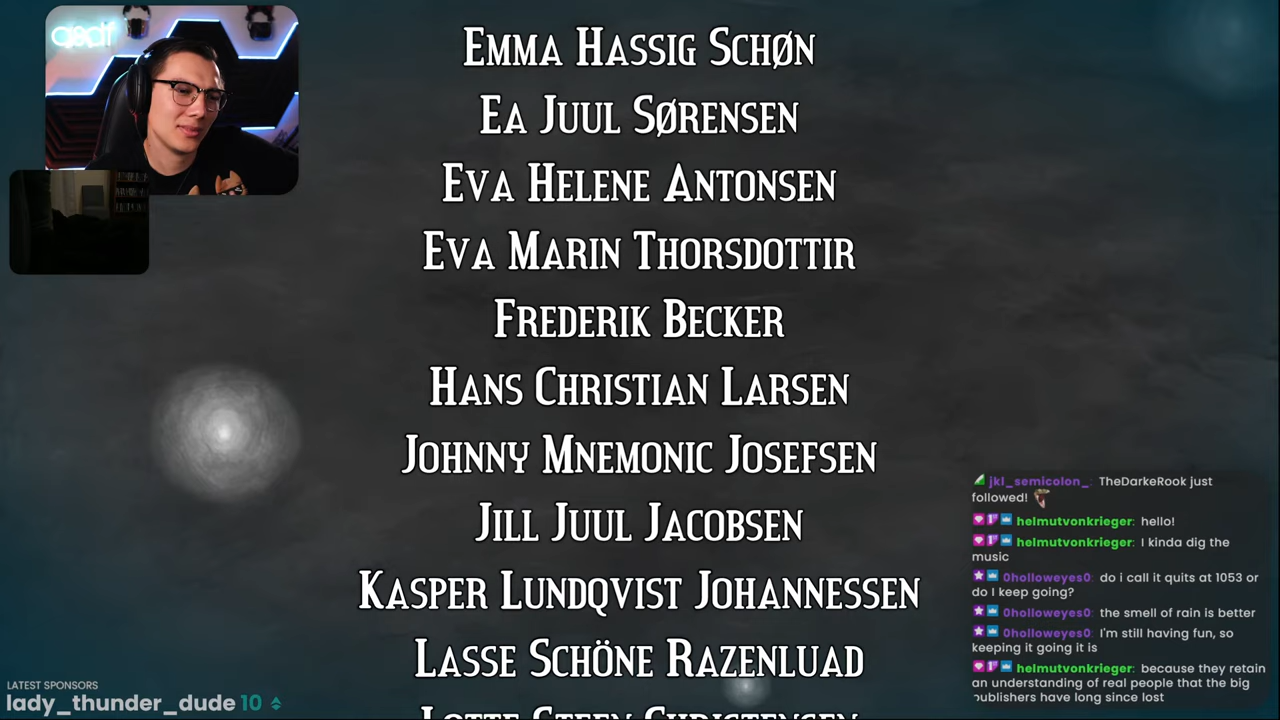 asdf
EMMA HASSIG SCHØN
EA JUUL SØRENSEN
EVA HELENE ANTONSEN
EVA MARIN THORSDOTTIR
FREDERIK BECKER
HANS CHRISTIAN LARSEN
JOHNNY MNEMONIC JOSEFSEN
JILL JUUL JACOBSEN
KASPER LUNDQVIST JOHANNESSEN
LASSE SCHÖNE RAZENLUAD
LOTTE STEEN CHRISTENSEN
jkl_semicolon_: TheDarkeRook just
followed!
helmutvonkrieger: hello!
helmutvonkrieger: I kinda dig the
music
0holloweyes0: do i call it quits at 1053 or
do I keep going?
0holloweyes0: the smell of rain is better
0holloweyes0: I'm still having fun, so
keeping it going it is
helmutvonkrieger: because they retain
an understanding of real people that the big
publishers have long since lost
LATEST SPONSORS
lady_thunder_dude 10